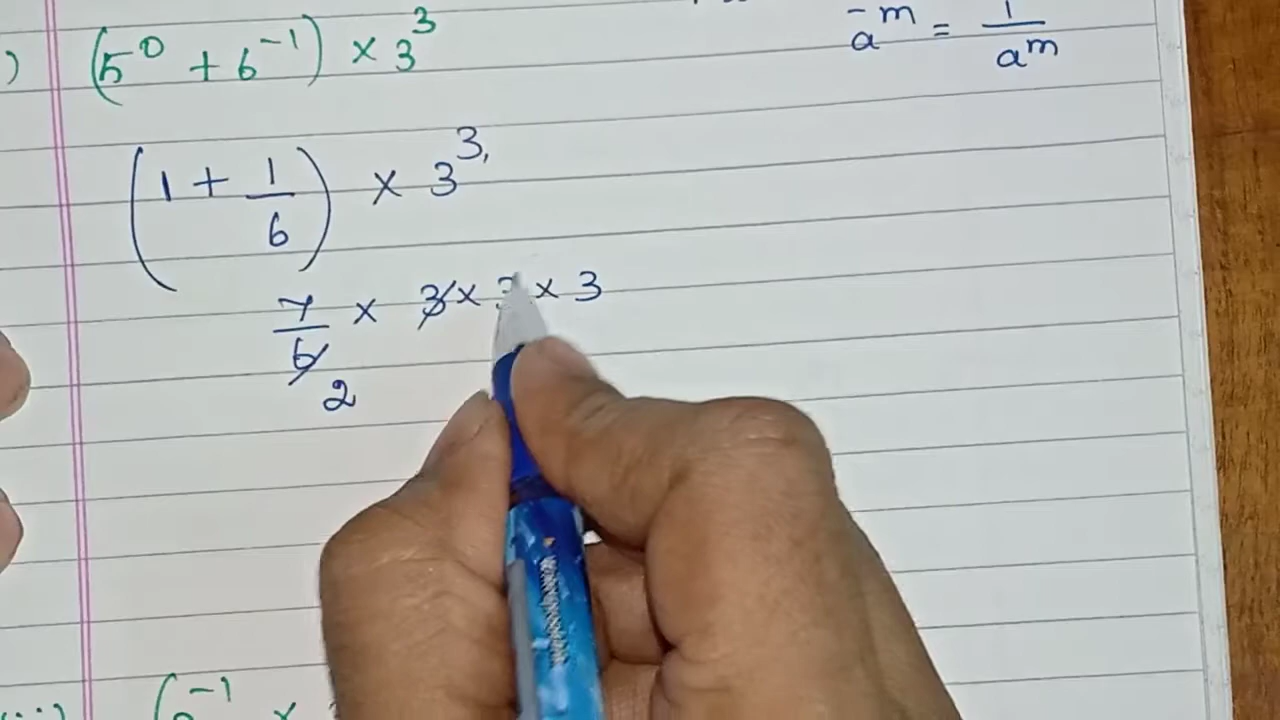 ) (5⁰ + 6⁻¹) × 3³
a⁻ᵐ = 1/aᵐ
(1 + 1/6) × 3³,
7/6 × 3 × 3 × 3
2